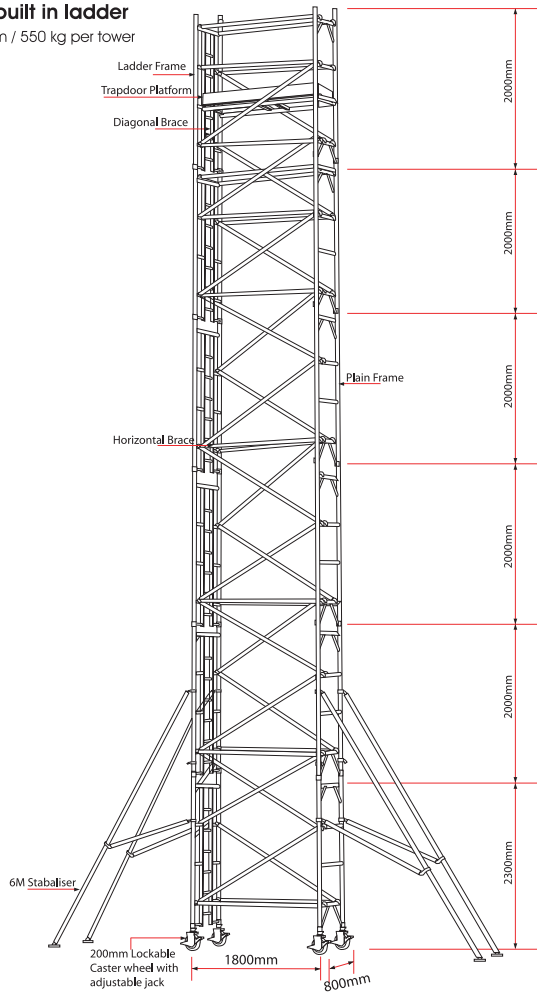 built in ladder
/ 550 kg per tower
Ladder Frame
Trapdoor Platform
Diagonal Brace
2000mm
2000mm
2000mm
Plain Frame
Horizontal Brace
2000mm
2000mm
2300mm
6M Stabaliser
200mm Lockable
Caster wheel with
adjustable jack
1800mm
800mm